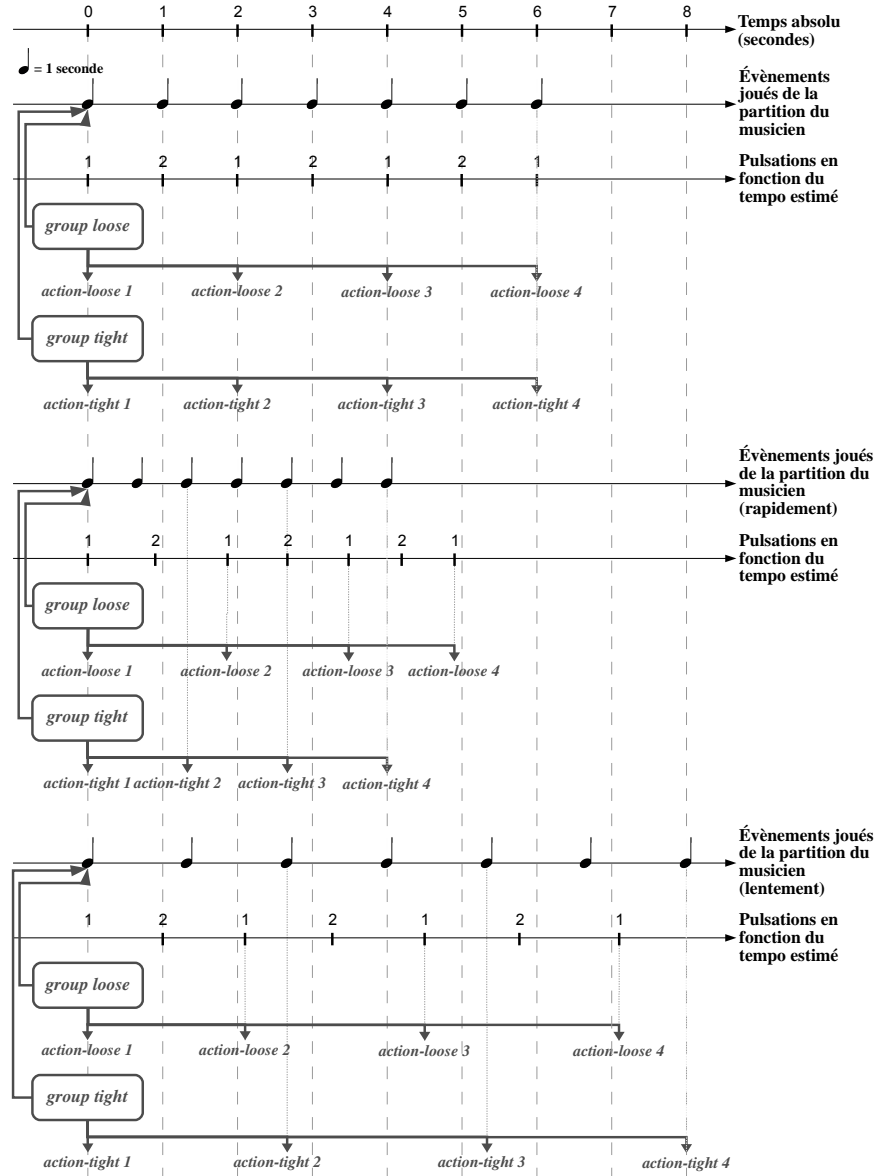 0 1 2 3 4 5 6 7 8
Temps absolu
(secondes)
= 1 seconde
Évènements
joués de la
partition du
musicien
1 2 1 2 1 2 1
Pulsations en
fonction du
tempo estimé
group loose
action-loose 1 action-loose 2 action-loose 3 action-loose 4
group tight
action-tight 1 action-tight 2 action-tight 3 action-tight 4
Évènements joués
de la partition du
musicien
(rapidement)
1 2 1 2 1 2 1
Pulsations en
fonction du
tempo estimé
group loose
action-loose 1 action-loose 2 action-loose 3 action-loose 4
group tight
action-tight 1 action-tight 2 action-tight 3 action-tight 4
Évènements joués
de la partition du
musicien
(lentement)
1 2 1 2 1 2 1
Pulsations en
fonction du
tempo estimé
group loose
action-loose 1 action-loose 2 action-loose 3 action-loose 4
group tight
action-tight 1 action-tight 2 action-tight 3 action-tight 4